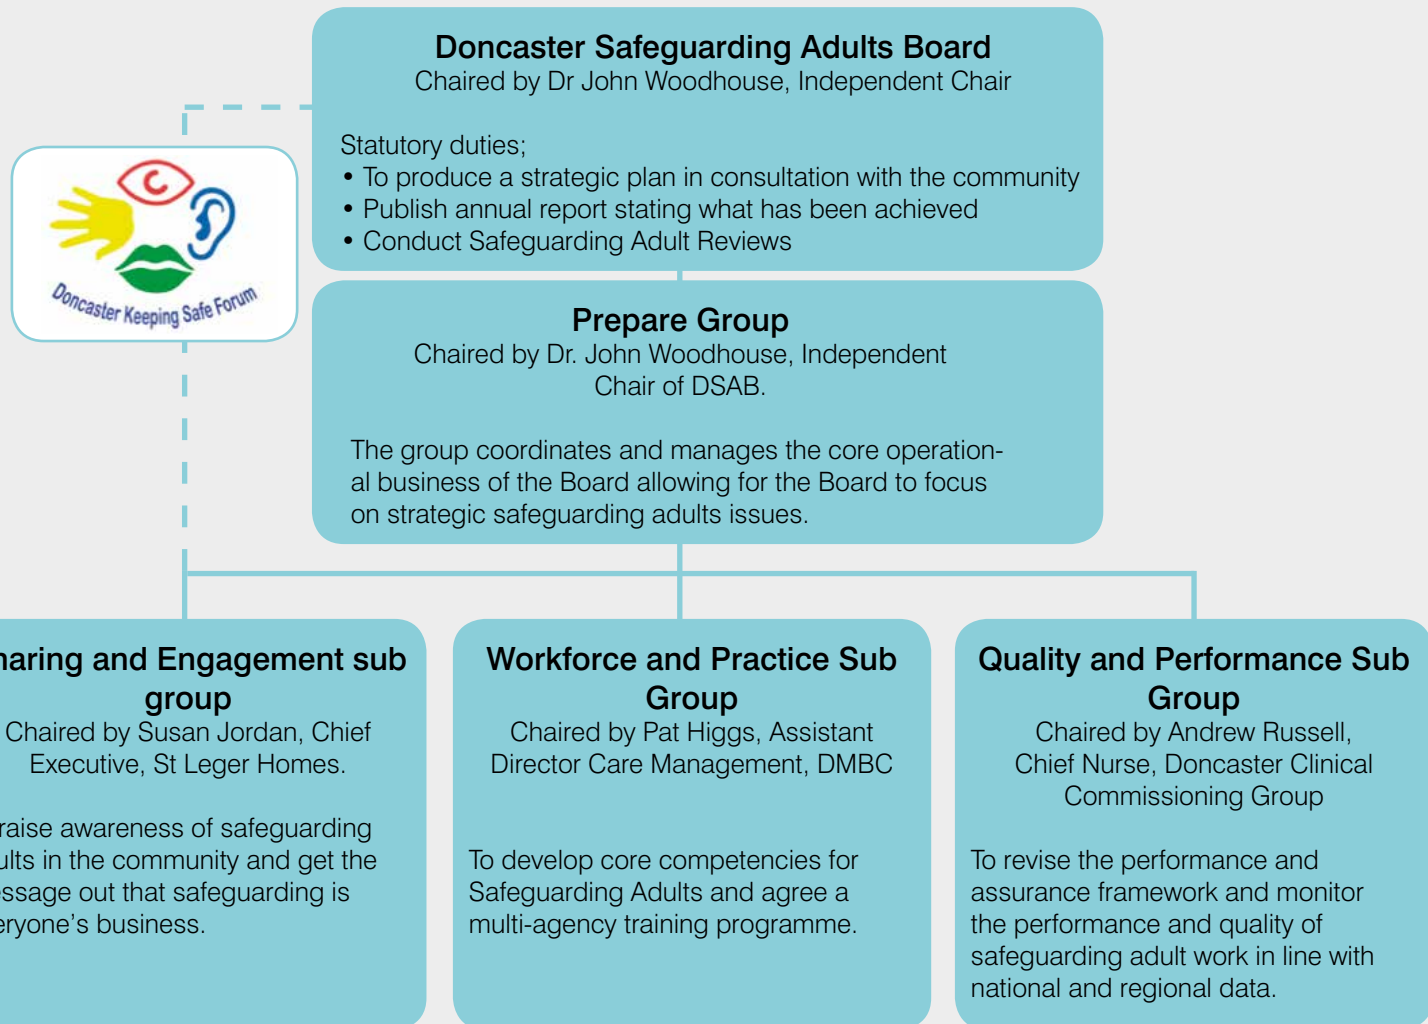 Doncaster Safeguarding Adults Board
Chaired by Dr John Woodhouse, Independent Chair
Statutory duties;
• To produce a strategic plan in consultation with the community
• Publish annual report stating what has been achieved
• Conduct Safeguarding Adult Reviews
Doncaster Keeping Safe Forum
Prepare Group
Chaired by Dr. John Woodhouse, Independent
Chair of DSAB.
The group coordinates and manages the core operation-
al business of the Board allowing for the Board to focus
on strategic safeguarding adults issues.
haring and Engagement sub
group
Chaired by Susan Jordan, Chief
Executive, St Leger Homes.
raise awareness of safeguarding
ults in the community and get the
essage out that safeguarding is
eryone's business.
Workforce and Practice Sub
Group
Chaired by Pat Higgs, Assistant
Director Care Management, DMBC
To develop core competencies for
Safeguarding Adults and agree a
multi-agency training programme.
Quality and Performance Sub
Group
Chaired by Andrew Russell,
Chief Nurse, Doncaster Clinical
Commissioning Group
To revise the performance and
assurance framework and monitor
the performance and quality of
safeguarding adult work in line with
national and regional data.